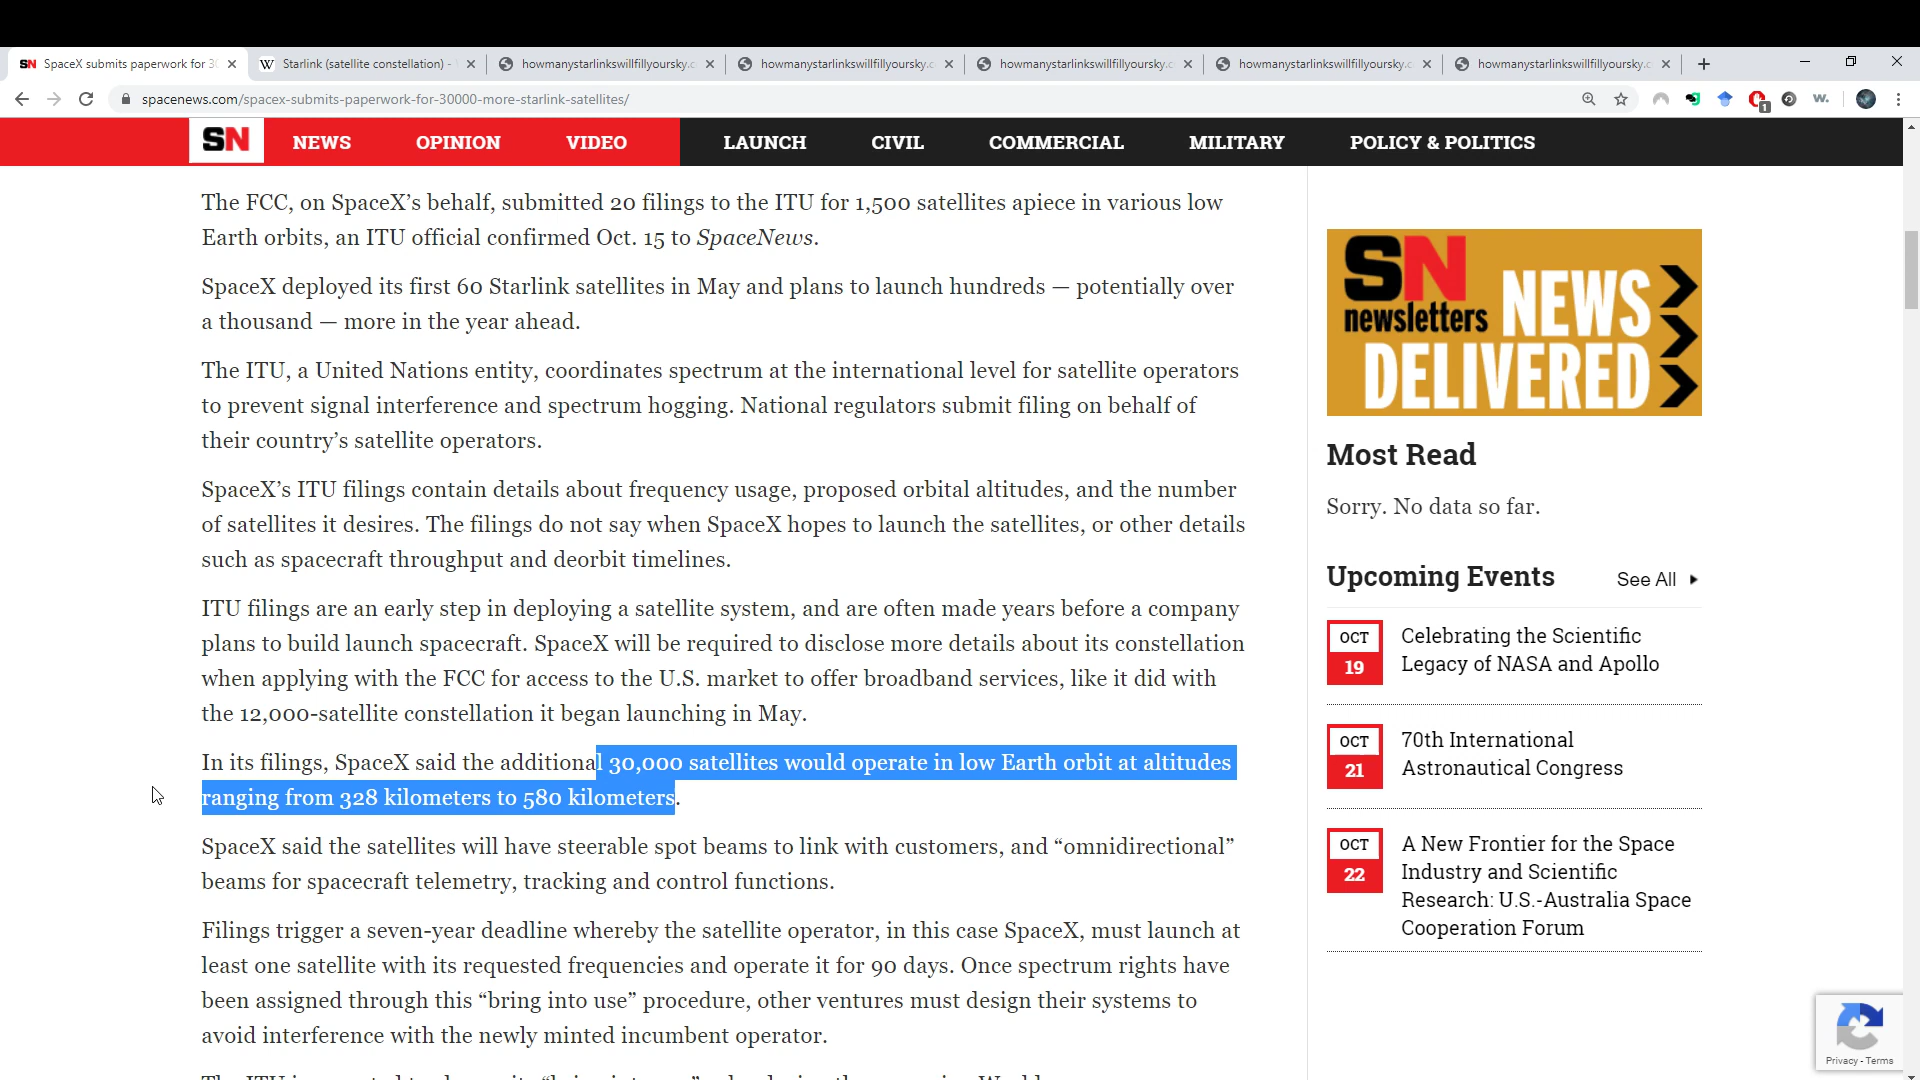 SN SpaceX submits paperwork for 30
Starlink (satellite constellation) -
howmanystarlinkswillfillyoursky.c
howmanystarlinkswillfillyoursky.c
howmanystarlinkswillfillyoursky.c
howmanystarlinkswillfillyoursky.c
howmanystarlinkswillfillyoursky.c
spacenews.com/spacex-submits-paperwork-for-30000-more-starlink-satellites/
1
w.
SN NEWS OPINION VIDEO LAUNCH CIVIL COMMERCIAL MILITARY POLICY & POLITICS
The FCC, on SpaceX’s behalf, submitted 20 filings to the ITU for 1,500 satellites apiece in various low
Earth orbits, an ITU official confirmed Oct. 15 to SpaceNews.
SpaceX deployed its first 60 Starlink satellites in May and plans to launch hundreds — potentially over
a thousand — more in the year ahead.
The ITU, a United Nations entity, coordinates spectrum at the international level for satellite operators
to prevent signal interference and spectrum hogging. National regulators submit filing on behalf of
their country’s satellite operators.
SpaceX’s ITU filings contain details about frequency usage, proposed orbital altitudes, and the number
of satellites it desires. The filings do not say when SpaceX hopes to launch the satellites, or other details
such as spacecraft throughput and deorbit timelines.
ITU filings are an early step in deploying a satellite system, and are often made years before a company
plans to build launch spacecraft. SpaceX will be required to disclose more details about its constellation
when applying with the FCC for access to the U.S. market to offer broadband services, like it did with
the 12,000-satellite constellation it began launching in May.
In its filings, SpaceX said the additional 30,000 satellites would operate in low Earth orbit at altitudes
ranging from 328 kilometers to 580 kilometers.
SpaceX said the satellites will have steerable spot beams to link with customers, and “omnidirectional”
beams for spacecraft telemetry, tracking and control functions.
Filings trigger a seven-year deadline whereby the satellite operator, in this case SpaceX, must launch at
least one satellite with its requested frequencies and operate it for 90 days. Once spectrum rights have
been assigned through this “bring into use” procedure, other ventures must design their systems to
avoid interference with the newly minted incumbent operator.
SN
newsletters
NEWS
DELIVERED
Most Read
Sorry. No data so far.
Upcoming Events See All
OCT
19
Celebrating the Scientific
Legacy of NASA and Apollo
OCT
21
70th International
Astronautical Congress
OCT
22
A New Frontier for the Space
Industry and Scientific
Research: U.S.-Australia Space
Cooperation Forum
Privacy - Terms